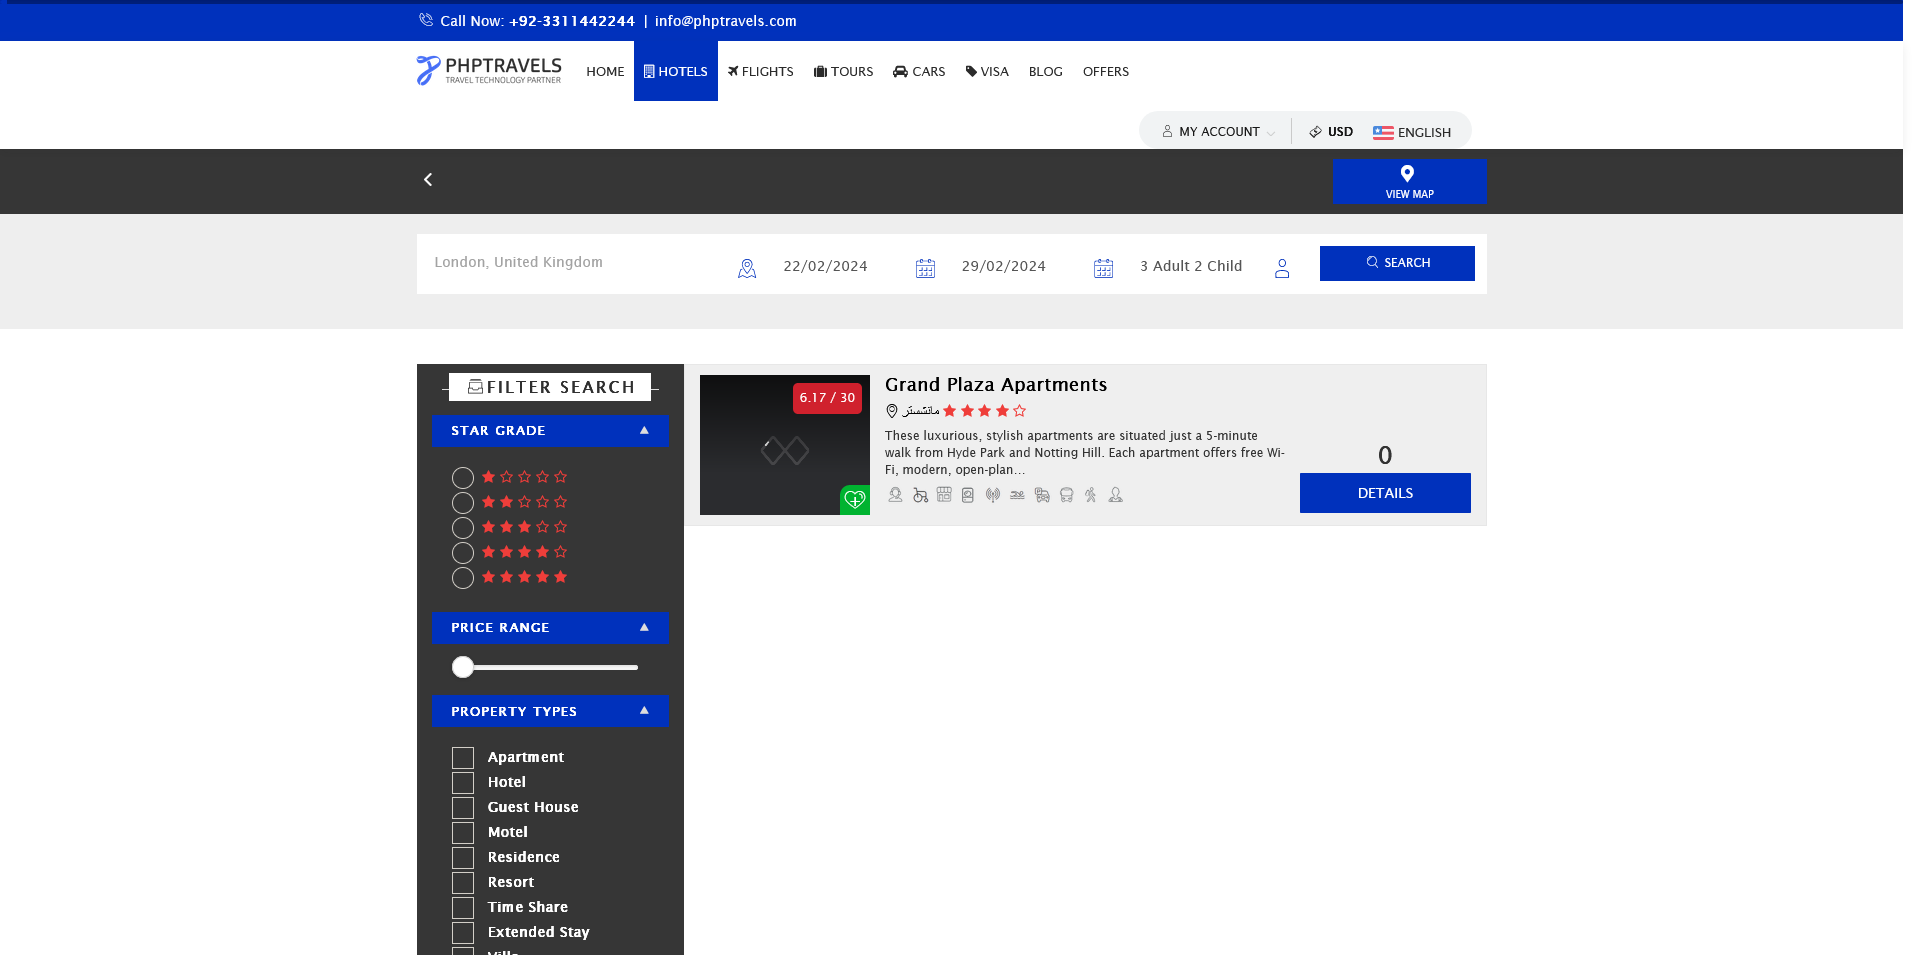 Call Now: +92-3311442244 | info@phptravels.com
PHPTRAVELS
TRAVEL TECHNOLOGY PARTNER
HOME HOTELS FLIGHTS TOURS CARS VISA BLOG OFFERS
MY ACCOUNT USD ENGLISH
VIEW MAP
London, United Kingdom 22/02/2024 29/02/2024 3 Adult 2 Child SEARCH
FILTER SEARCH
STAR GRADE
PRICE RANGE
PROPERTY TYPES
Apartment
Hotel
Guest House
Motel
Residence
Resort
Time Share
Extended Stay
Villa
6.17 / 30
Grand Plaza Apartments
مانشستر
These luxurious, stylish apartments are situated just a 5-minute
walk from Hyde Park and Notting Hill. Each apartment offers free Wi-
Fi, modern, open-plan...
0
DETAILS